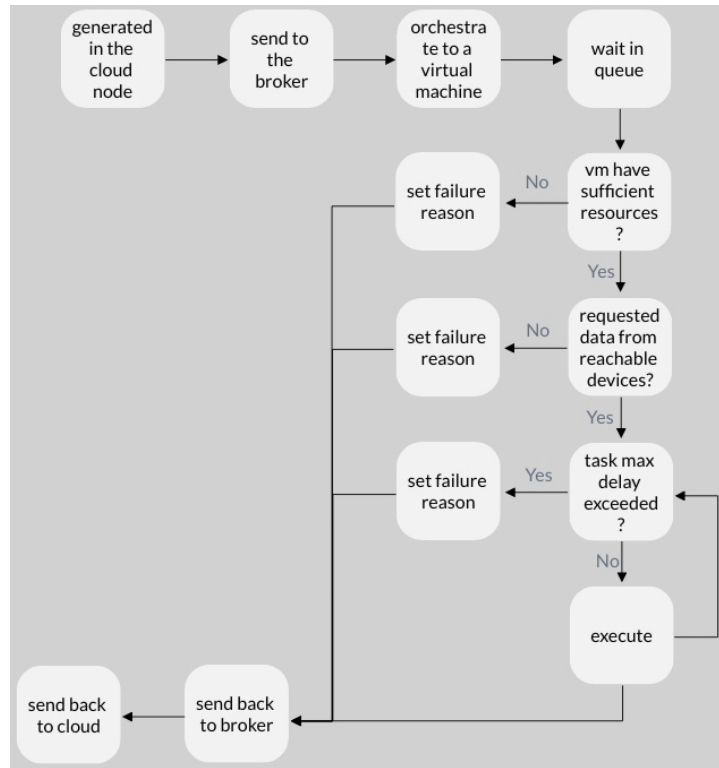 generated
in the
cloud
node
send to
the
broker
orchestra
te to a
virtual
machine
wait in
queue
vm have
sufficient
resources
?
No
set failure
reason
Yes
requested
data from
reachable
devices?
No
set failure
reason
Yes
task max
delay
exceeded
?
Yes
set failure
reason
No
execute
send back
to broker
send back
to cloud